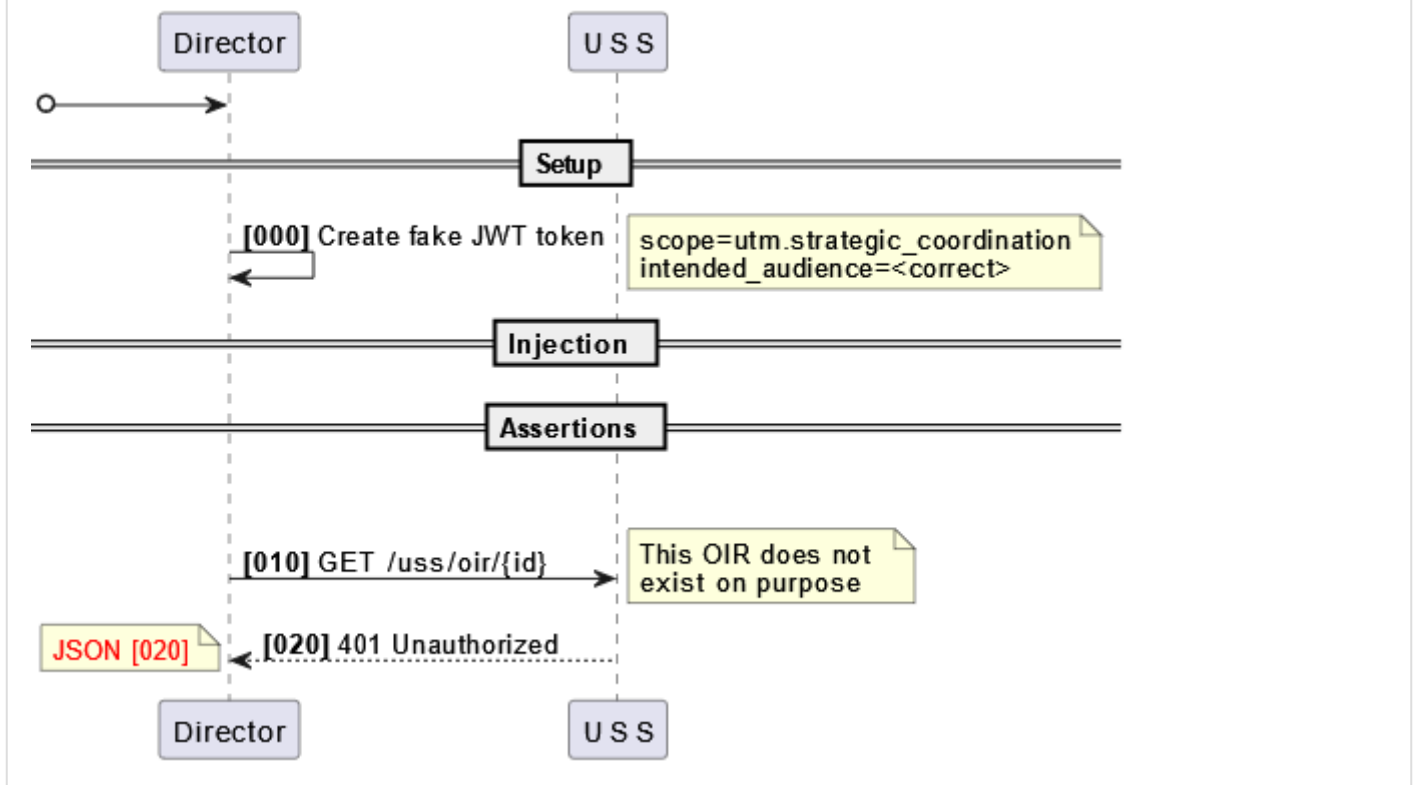 Director
U S S
Setup
[000] Create fake JWT token
scope=utm.strategic_coordination
intended_audience=<correct>
Injection
Assertions
[010] GET /uss/oir/{id}
This OIR does not
exist on purpose
JSON [020]
[020] 401 Unauthorized
Director
U S S